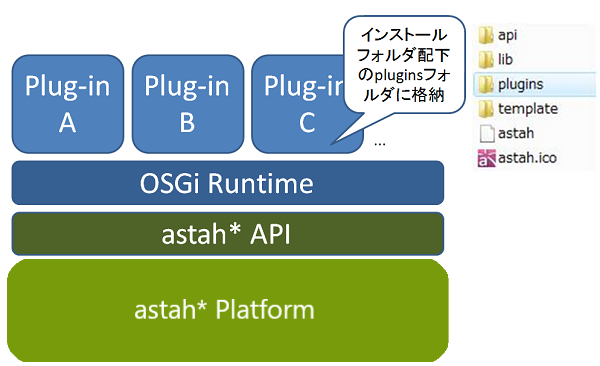 インストール
フォルダ配下
のpluginsフォ
ルダに格納
Plug-in
A
Plug-in
B
Plug-in
C
...
OSGi Runtime
astah* API
astah* Platform
api
lib
plugins
template
astah
astah.ico